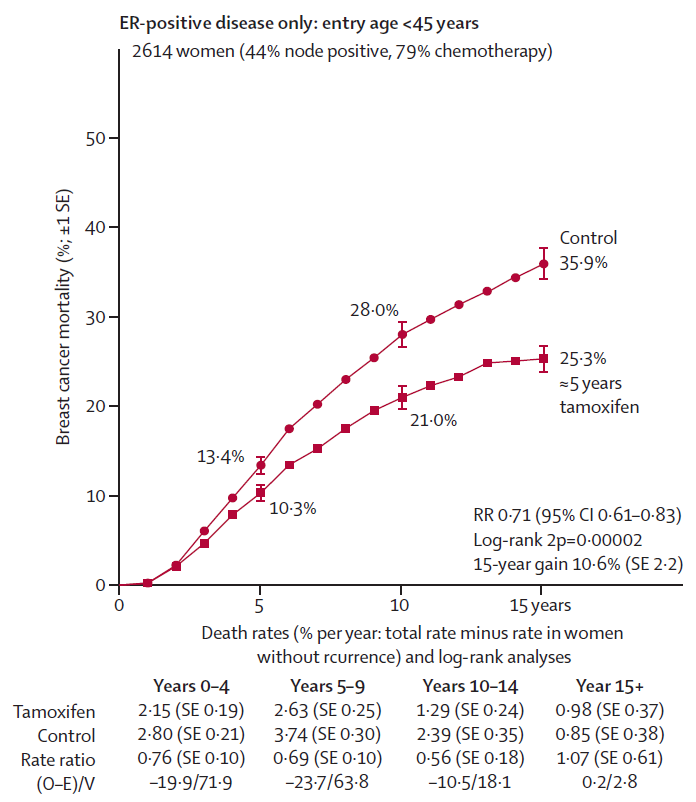 ER-positive disease only: entry age <45 years
2614 women (44% node positive, 79% chemotherapy)
Breast cancer mortality (%; ±1 SE)
50
40
30
20
10
0
Control
35·9%
28·0%
25·3%
≈5 years
tamoxifen
21·0%
13·4%
10·3%
RR 0·71 (95% CI 0·61–0·83)
Log-rank 2p=0·00002
15-year gain 10·6% (SE 2·2)
0 5 10 15 years
Death rates (% per year: total rate minus rate in women
without rcurrence) and log-rank analyses
Years 0–4 Years 5–9 Years 10–14 Year 15+
Tamoxifen 2·15 (SE 0·19) 2·63 (SE 0·25) 1·29 (SE 0·24) 0·98 (SE 0·37)
Control 2·80 (SE 0·21) 3·74 (SE 0·30) 2·39 (SE 0·35) 0·85 (SE 0·38)
Rate ratio 0·76 (SE 0·10) 0·69 (SE 0·10) 0·56 (SE 0·18) 1·07 (SE 0·61)
(O–E)/V –19·9/71·9 –23·7/63·8 –10·5/18·1 0·2/2·8